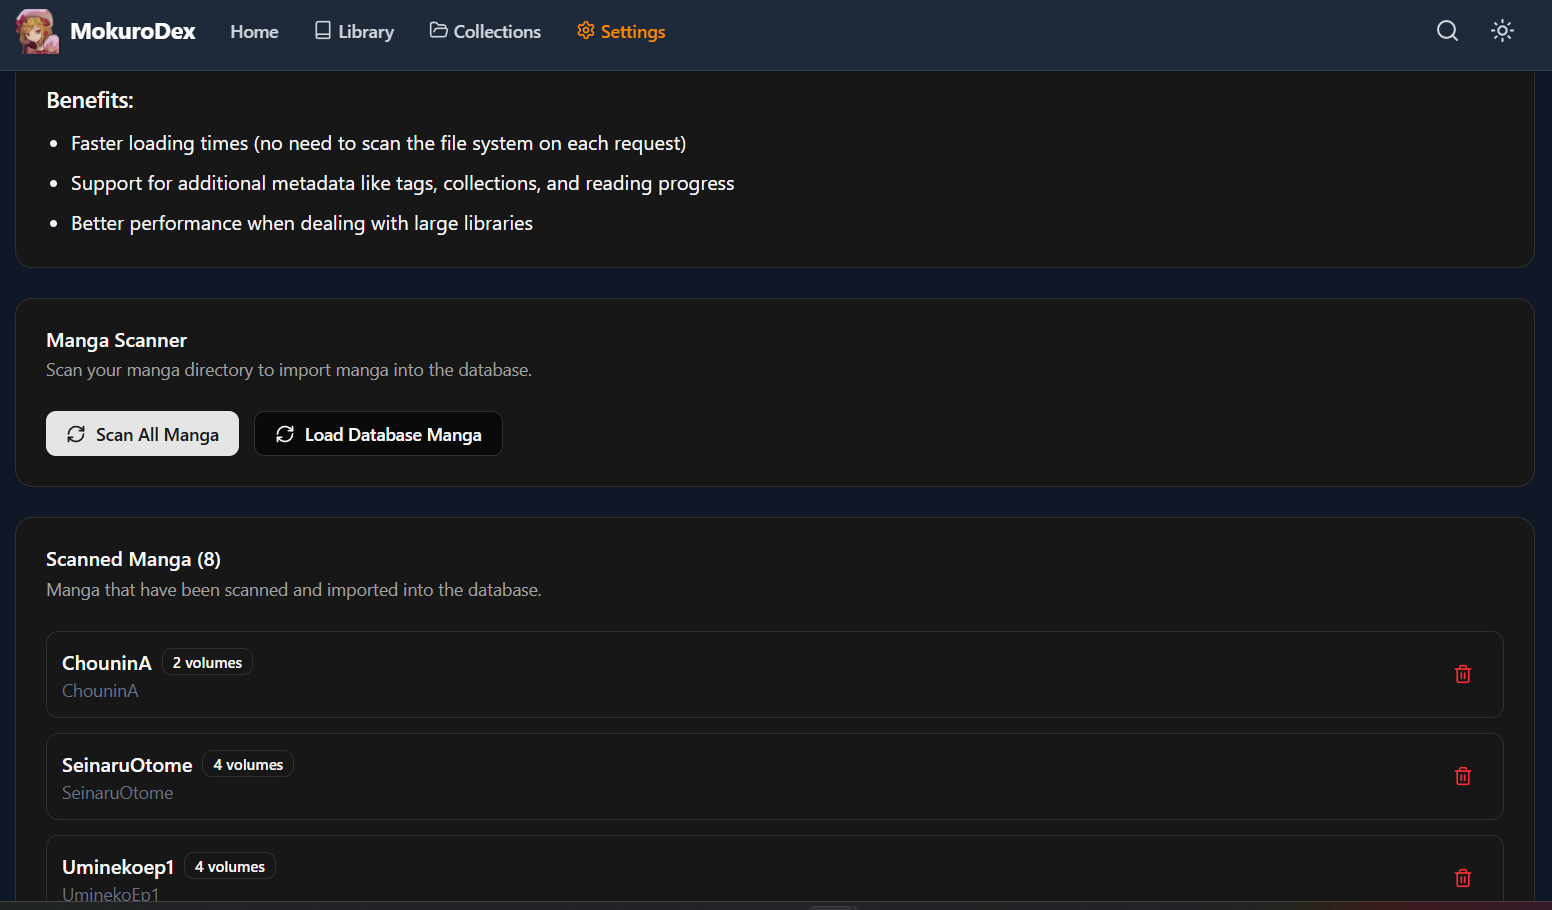 MokuroDex
Home
Library
Collections
Settings
Benefits:
Faster loading times (no need to scan the file system on each request)
Support for additional metadata like tags, collections, and reading progress
Better performance when dealing with large libraries
Manga Scanner
Scan your manga directory to import manga into the database.
Scan All Manga
Load Database Manga
Scanned Manga (8)
Manga that have been scanned and imported into the database.
ChouninA
2 volumes
ChouninA
SeinaruOtome
4 volumes
SeinaruOtome
Uminekoep1
4 volumes
UminekoEp1